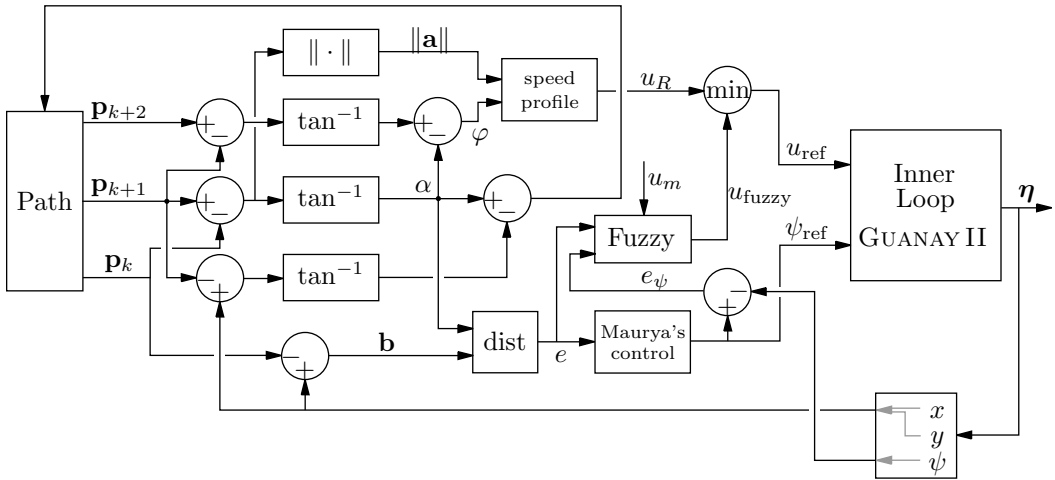 ‖ · ‖
‖a‖
speed
profile
u_R
min
p_{k+2}
+
−
tan⁻¹
+
−
φ
Path
p_{k+1}
+
−
tan⁻¹
α
+
−
u_m
u_fuzzy
u_ref
Inner
Loop
GUANAY II
η
Fuzzy
ψ_ref
p_k
−
+
tan⁻¹
e_ψ
−
+
b
−
+
dist
e
Maurya's
control
x
y
ψ